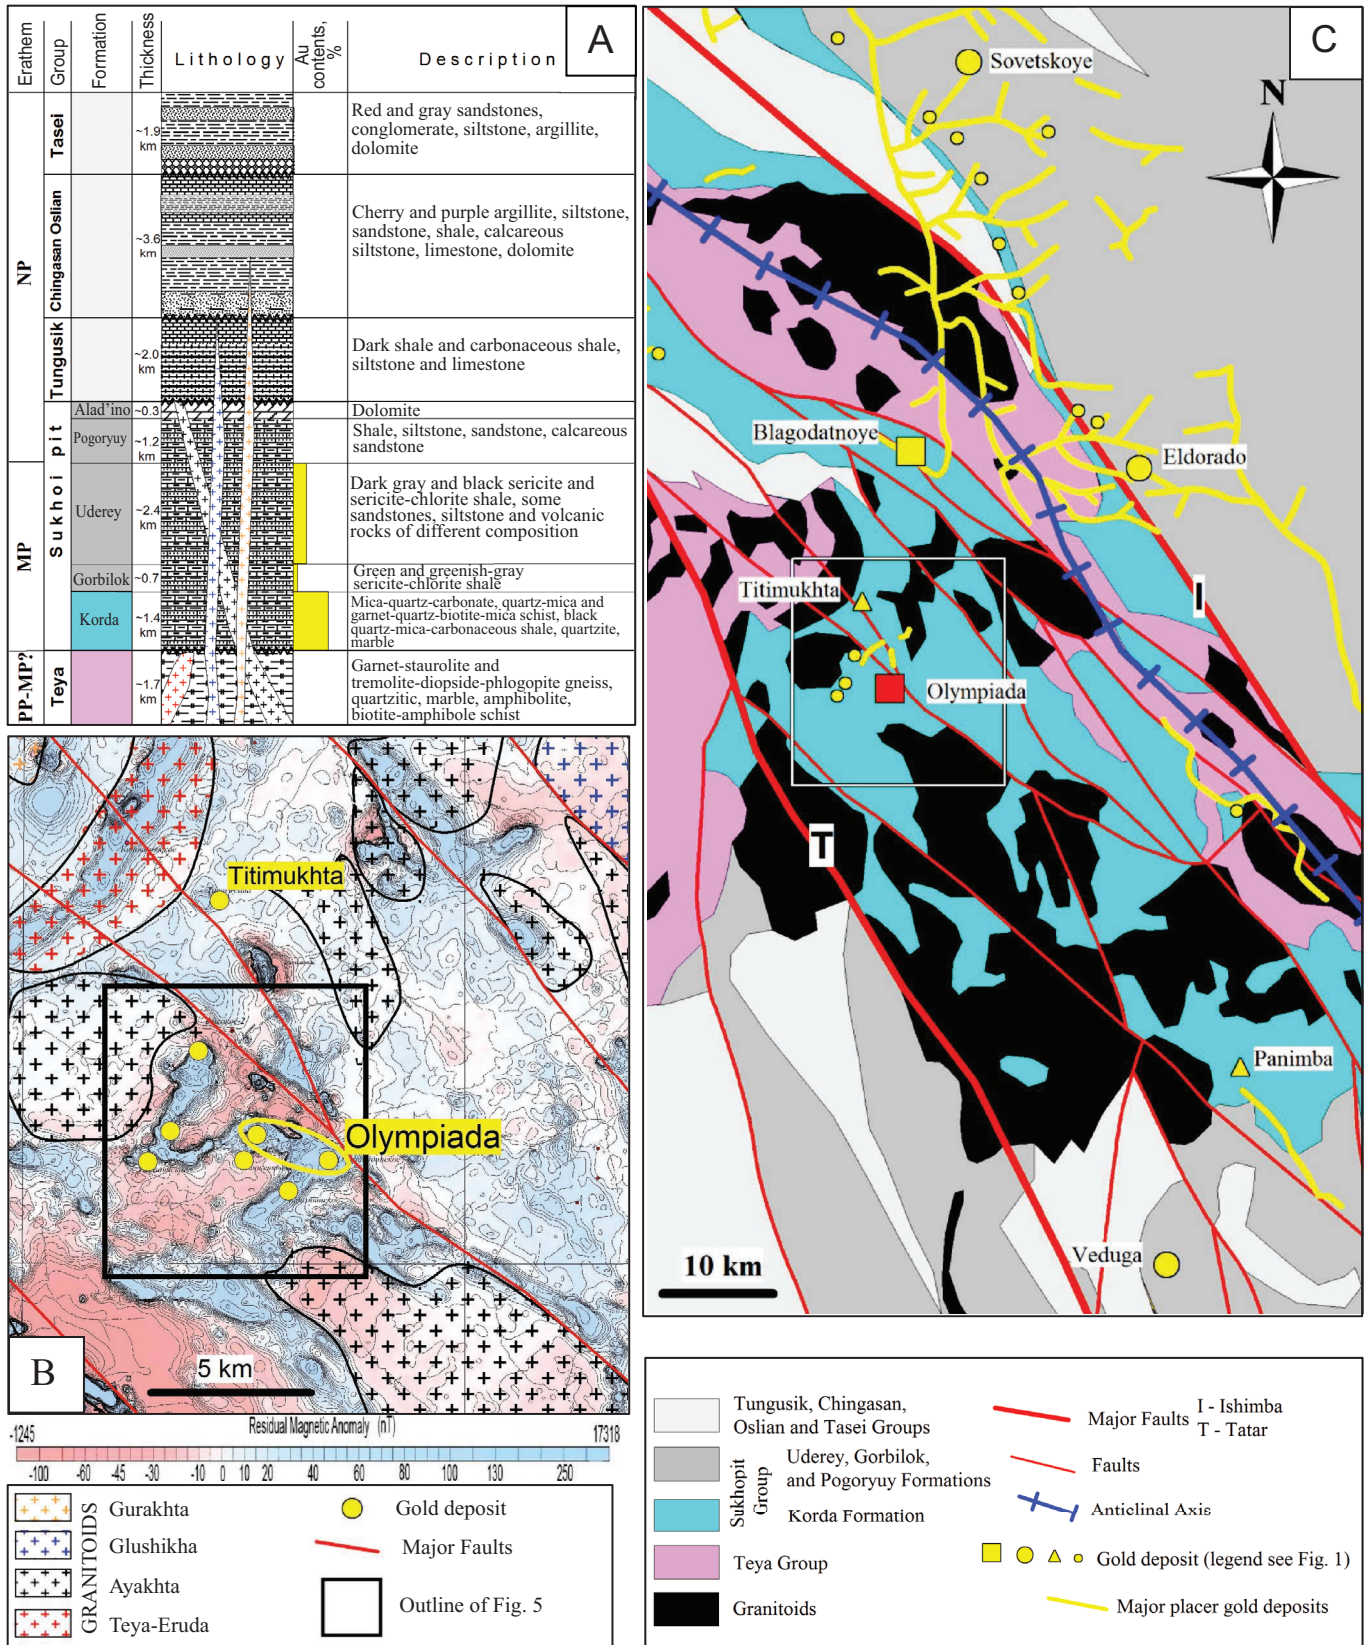 A
Erathem
Group
Formation
Thickness
Lithology
Au contents, %
Description
NP
MP
PP-MP?
Tasei
~1.9 km
Red and gray sandstones,
conglomerate, siltstone, argillite,
dolomite
Chingasan Oslian
~3.6 km
Cherry and purple argillite, siltstone,
sandstone, shale, calcareous
siltstone, limestone, dolomite
Tungusik
~2.0 km
Dark shale and carbonaceous shale,
siltstone and limestone
Sukhoi pit
Alad'ino
~0.3
Dolomite
Pogoryuy
~1.2 km
Shale, siltstone, sandstone, calcareous
sandstone
Uderey
~2.4 km
Dark gray and black sericite and
sericite-chlorite shale, some
sandstones, siltstone and volcanic
rocks of different composition
Gorbilok
~0.7
Green and greenish-gray
sericite-chlorite shale
Korda
~1.4 km
Mica-quartz-carbonate, quartz-mica and
garnet-quartz-biotite-mica schist, black
quartz-mica-carbonaceous shale, quartzite,
marble
Teya
~1.7 km
Garnet-staurolite and
tremolite-diopside-phlogopite gneiss,
quartzitic, marble, amphibolite,
biotite-amphibole schist
Titimukhta
Olympiada
B
5 km
Residual Magnetic Anomaly (nT)
-1245
17318
-100 -60 -45 -30 -10 0 10 20 40 60 80 100 130 250
GRANITOIDS
Gurakhta
Glushikha
Ayakhta
Teya-Eruda
Gold deposit
Major Faults
Outline of Fig. 5
C
Sovetskoye
N
Blagodatnoye
Eldorado
Titimukhta
I
Olympiada
T
Panimba
Veduga
10 km
Tungusik, Chingasan,
Oslian and Tasei Groups
Sukhopit
Group
Uderey, Gorbilok,
and Pogoryuy Formations
Korda Formation
Teya Group
Granitoids
Major Faults
I - Ishimba
T - Tatar
Faults
Anticlinal Axis
Gold deposit (legend see Fig. 1)
Major placer gold deposits